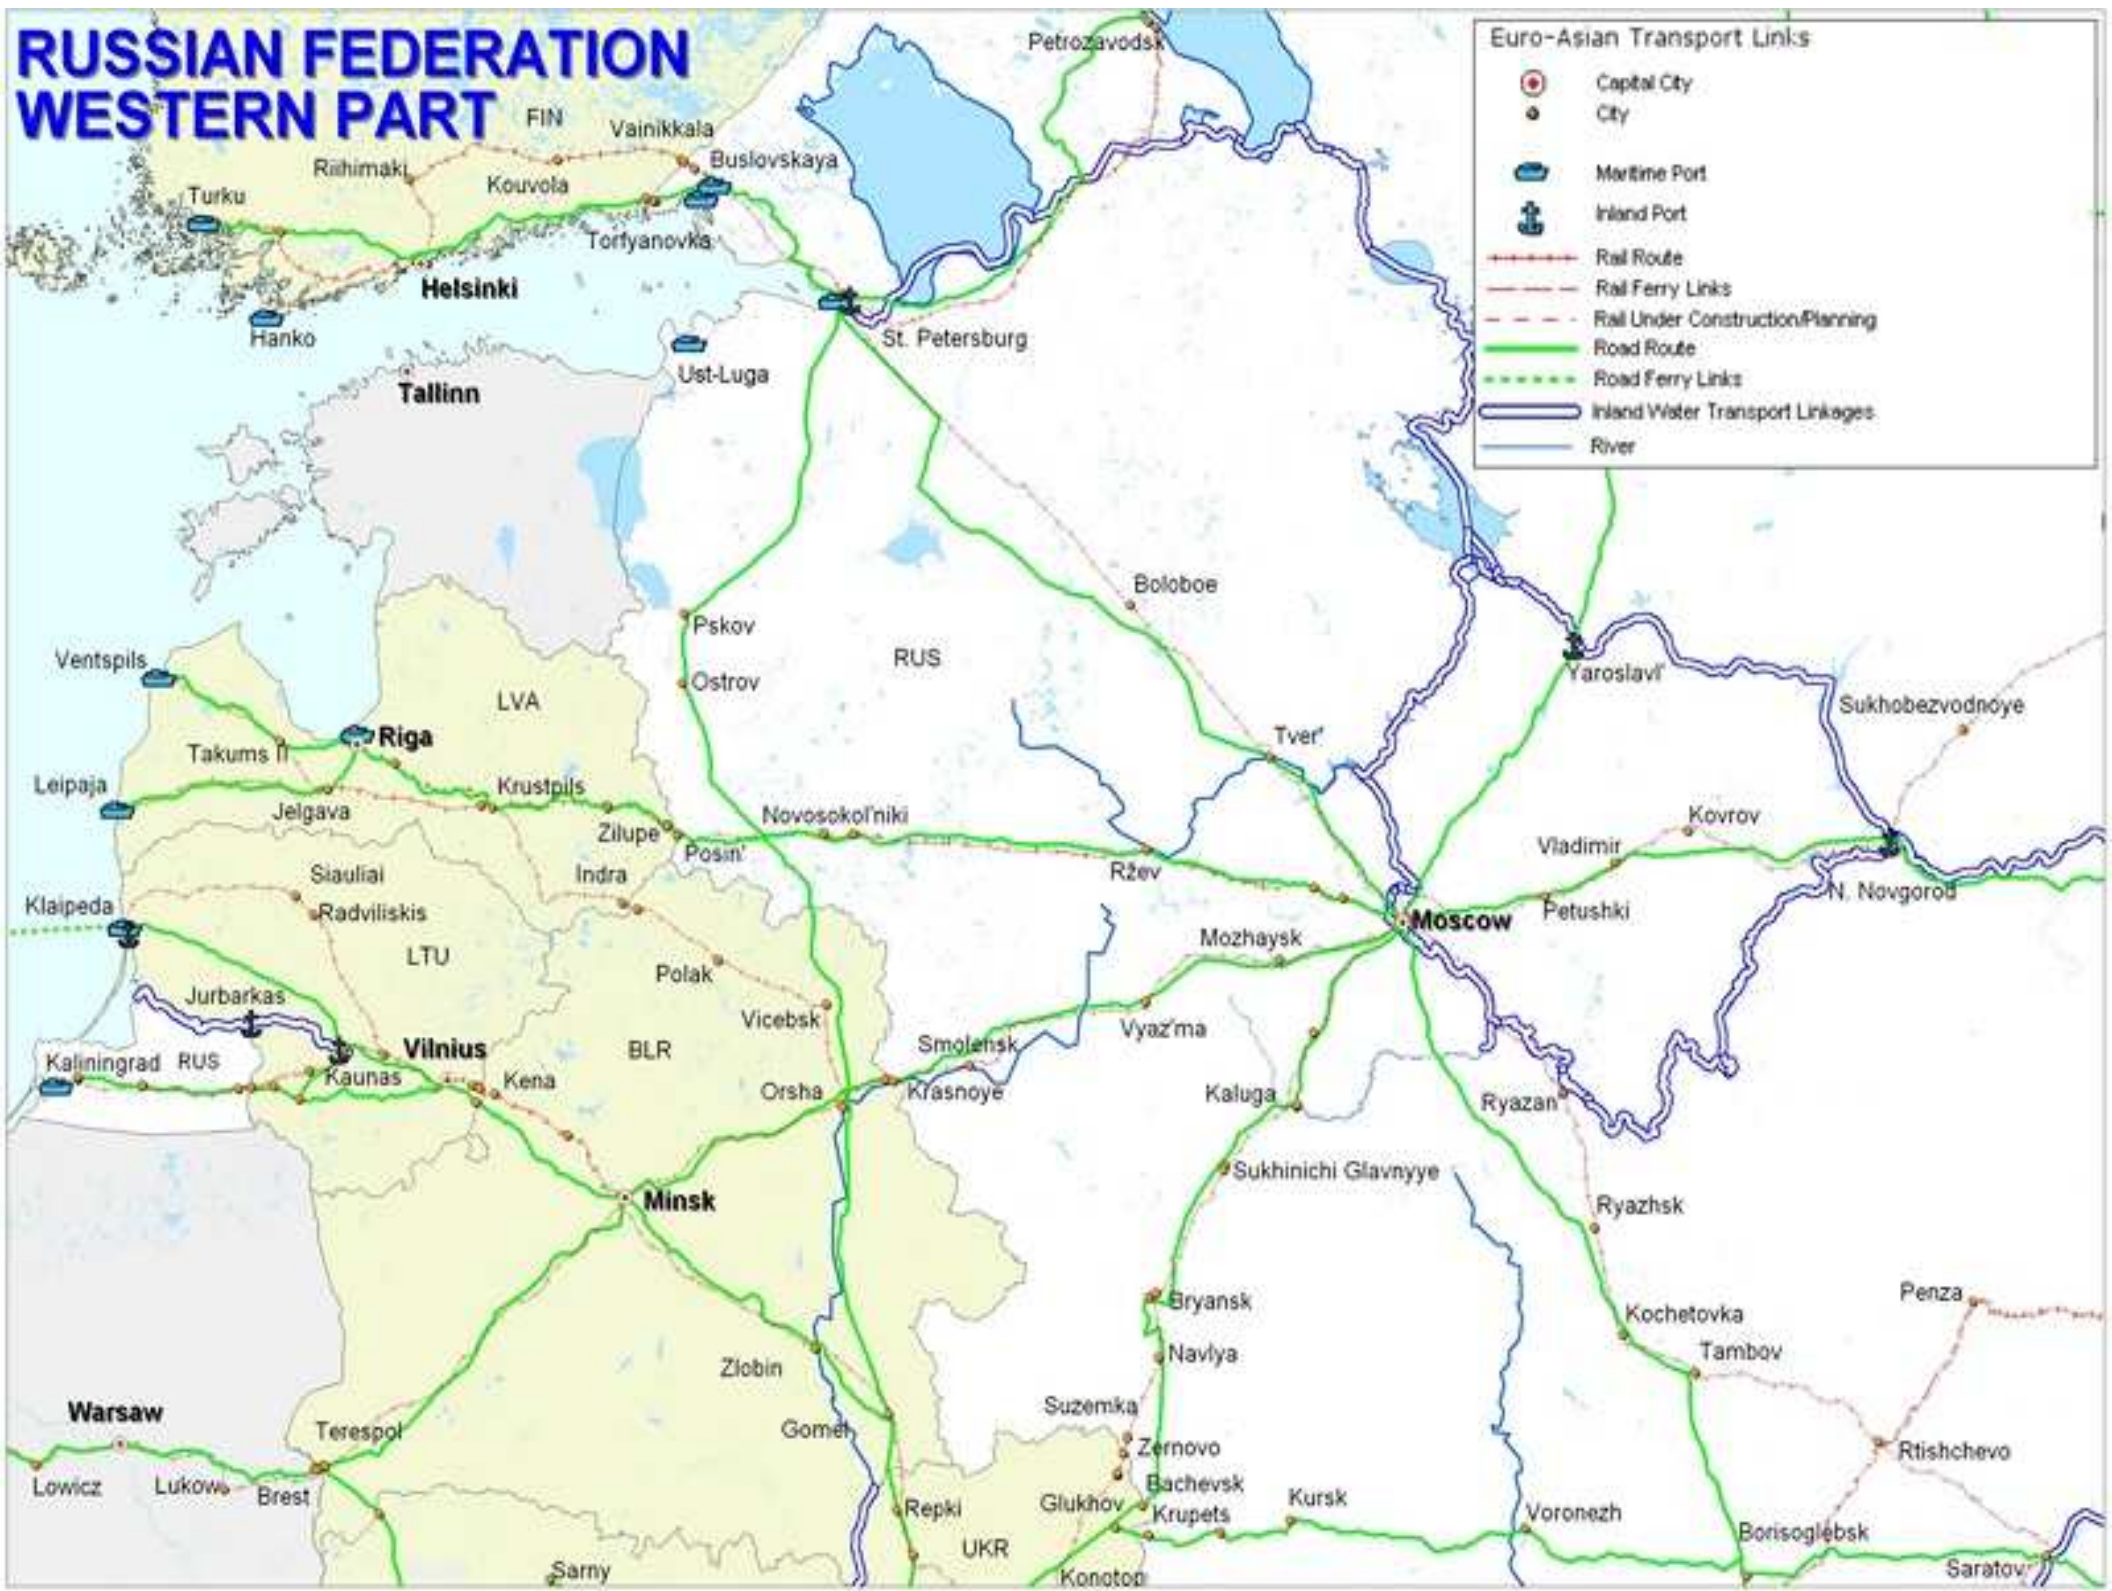 RUSSIAN FEDERATION
WESTERN PART
Euro-Asian Transport Links
Capital City
City
Maritime Port
Inland Port
Rail Route
Rail Ferry Links
Rail Under Construction/Planning
Road Route
Road Ferry Links
Inland Water Transport Linkages
River
Petrozavodsk
FIN
Vainikkala
Buslovskaya
Riihimaki
Kouvola
Turku
Torfyanovka
Helsinki
Hanko
St. Petersburg
Ust-Luga
Tallinn
Boloboe
Pskov
RUS
Ostrov
Ventspils
LVA
Yaroslavl'
Sukhobezvodnoye
Riga
Takums II
Tver'
Leipaja
Krustpils
Jelgava
Zilupe
Novosokol'niki
Kovrov
Posin'
Vladimir
Siauliai
Indra
Ržev
Klaipeda
Radviliskis
N. Novgorod
Petushki
Moscow
LTU
Mozhaysk
Polak
Jurbarkas
Vicebsk
Vyaz'ma
Vilnius
BLR
Smolensk
Kaliningrad
RUS
Kaunas
Kena
Orsha
Krasnoye
Kaluga
Ryazan
Sukhinichi Glavnyye
Minsk
Ryazhsk
Penza
Bryansk
Kochetovka
Navlya
Tambov
Zlobin
Suzemka
Warsaw
Terespol
Gomel
Zernovo
Rtishchevo
Lowicz
Lukow
Brest
Bachevsk
Glukhov
Kursk
Repki
Krupets
Voronezh
Borisoglebsk
UKR
Sarny
Konotop
Saratov